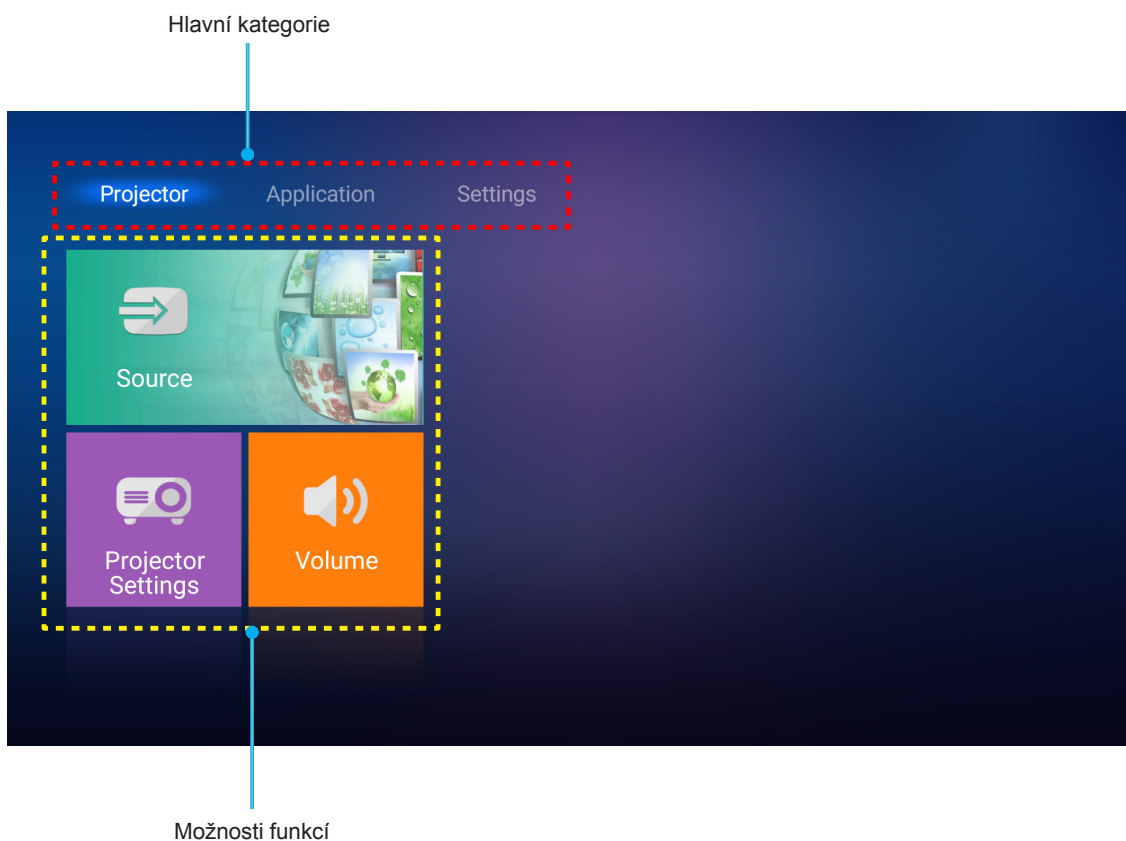 Hlavní kategorie
Projector Application Settings
Source
Projector
Settings
Volume
Možnosti funkcí